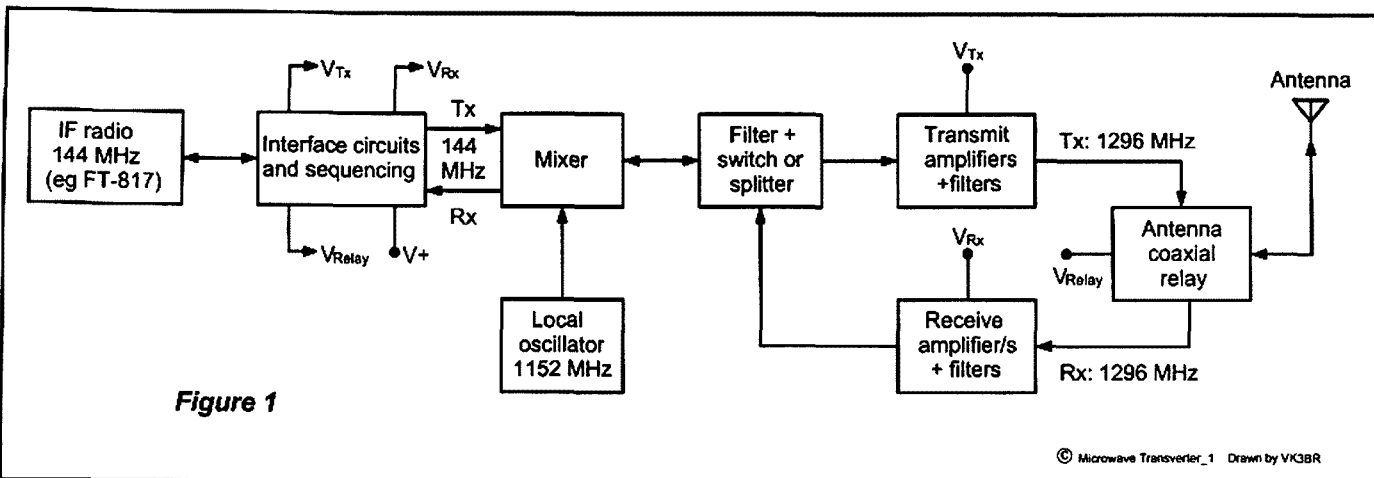 IF radio
144 MHz
(eg FT-817)
VTx
VRx
Interface circuits
and sequencing
VRelay
V+
Tx
144
MHz
Rx
Mixer
Local
oscillator
1152 MHz
Filter +
switch or
splitter
VTx
Transmit
amplifiers
+filters
Tx: 1296 MHz
Antenna
VRx
Receive
amplifier/s
+ filters
Rx: 1296 MHz
VRelay
Antenna
coaxial
relay
Figure 1
© Microwave Transverter_1 Drawn by VK3BR